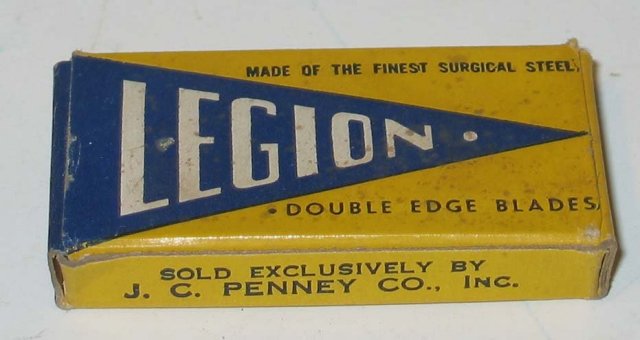 MADE OF THE FINEST SURGICAL STEEL.
LEGION •
• DOUBLE EDGE BLADES
SOLD EXCLUSIVELY BY
J. C. PENNEY CO., INC.